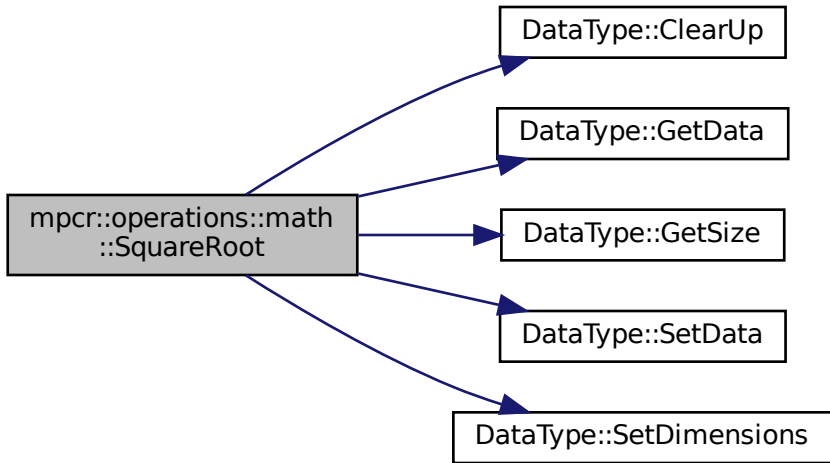 DataType::ClearUp
DataType::GetData
mpcr::operations::math
::SquareRoot
DataType::GetSize
DataType::SetData
DataType::SetDimensions